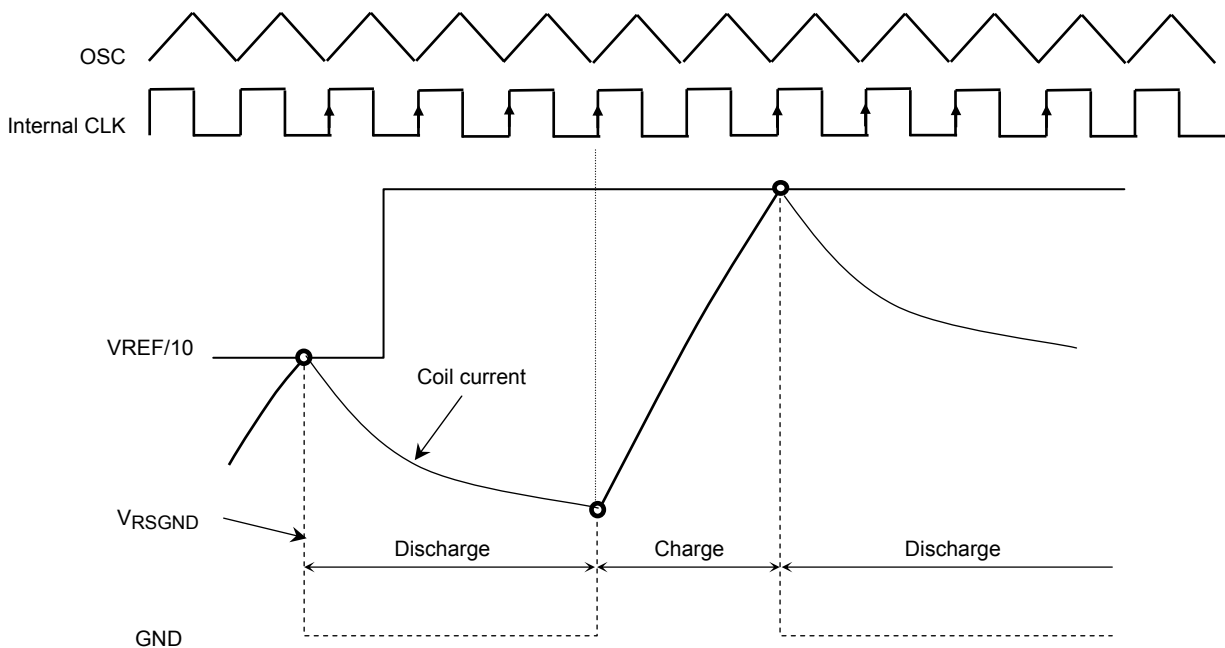 OSC
Internal CLK
VREF/10
Coil current
VRSGND
Discharge
Charge
Discharge
GND